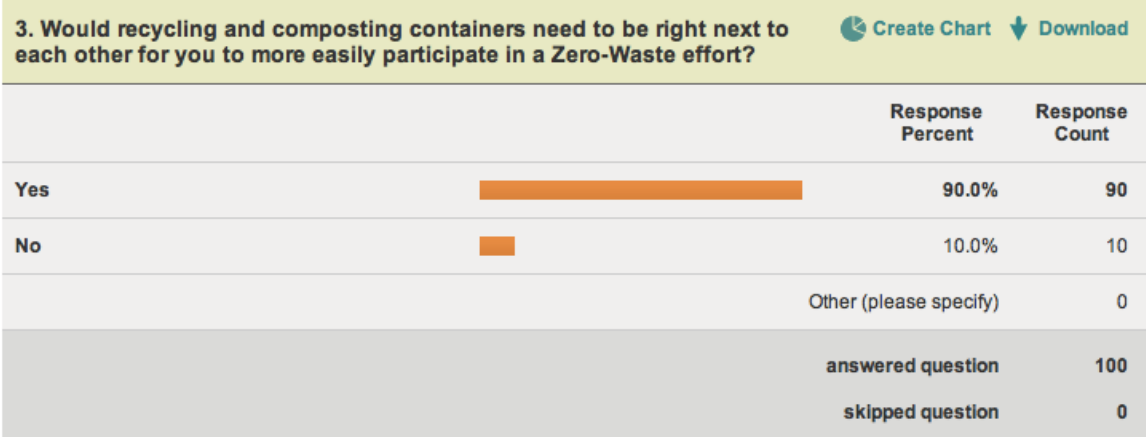 3. Would recycling and composting containers need to be right next to
each other for you to more easily participate in a Zero-Waste effort?
Create Chart Download
Response Percent
Response Count
Yes 90.0% 90
No 10.0% 10
Other (please specify) 0
answered question 100
skipped question 0